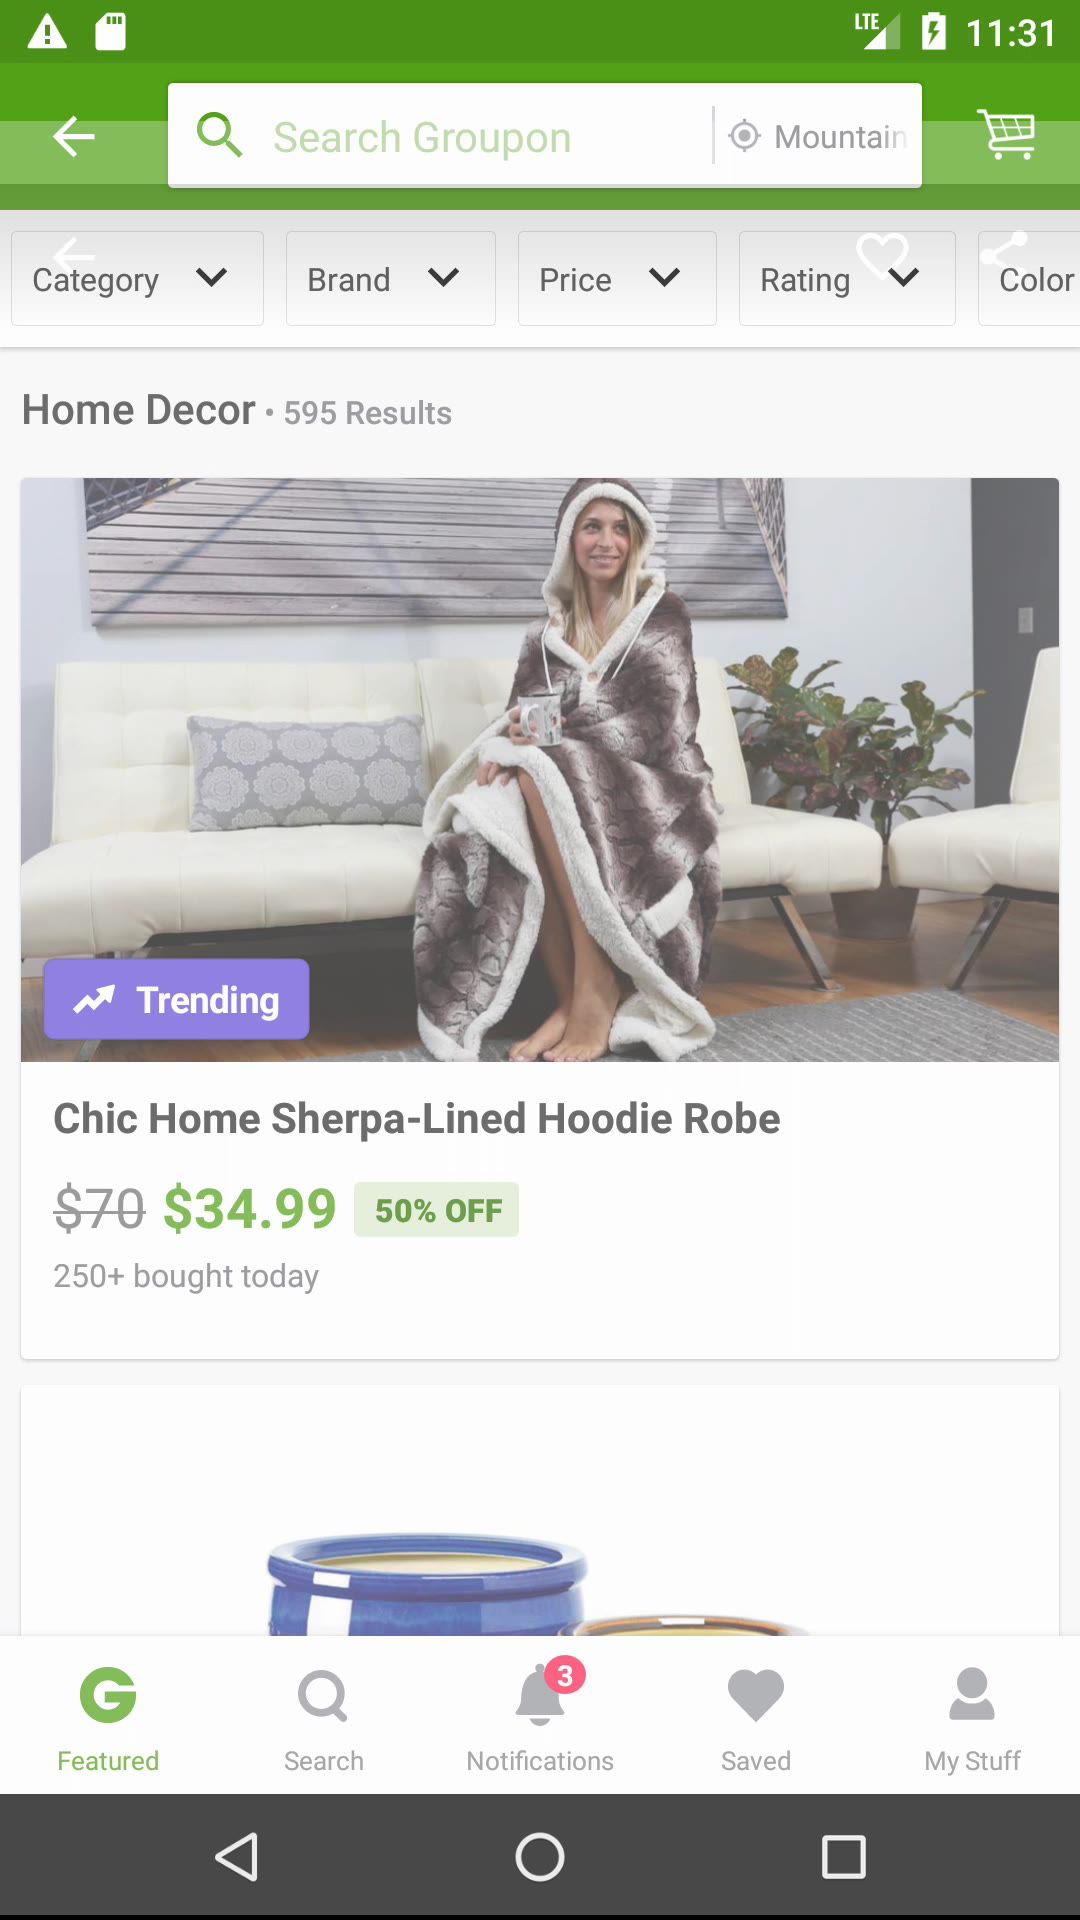 LTE 11:31
Search Groupon Mountain
Category Brand Price Rating Color
Home Decor • 595 Results
Trending
Chic Home Sherpa-Lined Hoodie Robe
$70 $34.99 50% OFF
250+ bought today
3
Featured Search Notifications Saved My Stuff